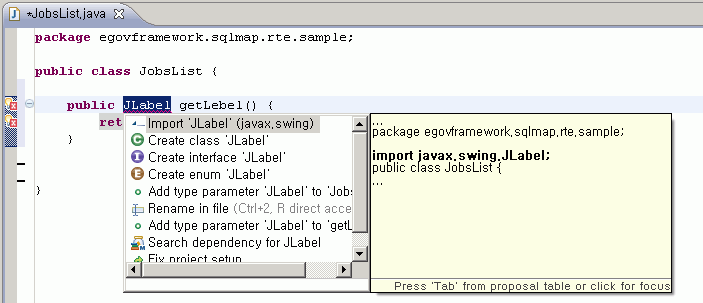 *JobsList.java
package egovframework.sqlmap.rte.sample;
public class JobsList {
public JLabel getLebel() {
ret
}
}
Import 'JLabel' (javax.swing)
Create class 'JLabel'
Create interface 'JLabel'
Create enum 'JLabel'
Add type parameter 'JLabel' to 'Jobs
Rename in file (Ctrl+2, R direct acce
Add type parameter 'JLabel' to 'getL
Search dependency for JLabel
Fix project setup
...
package egovframework.sqlmap.rte.sample;
import javax.swing.JLabel;
public class JobsList {
...
Press 'Tab' from proposal table or click for focus